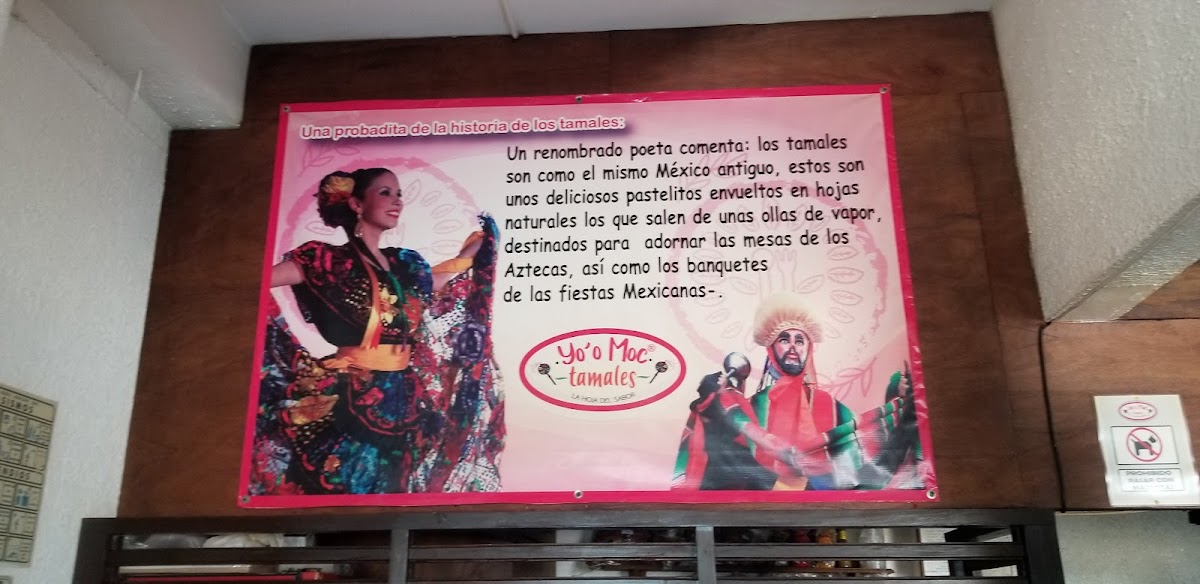 Una probadita de la historia de los tamales:
Un renombrado poeta comenta: los tamales
son como el mismo México antiguo, estos son
unos deliciosos pastelitos envueltos en hojas
naturales los que salen de unas ollas de vapor,
destinados para adornar las mesas de los
Aztecas, así como los banquetes
de las fiestas Mexicanas-.
Yo'o Moc®
tamales
LA HOJA DEL SABOR
SISMOS
PROHIBIDO
PASAR CON